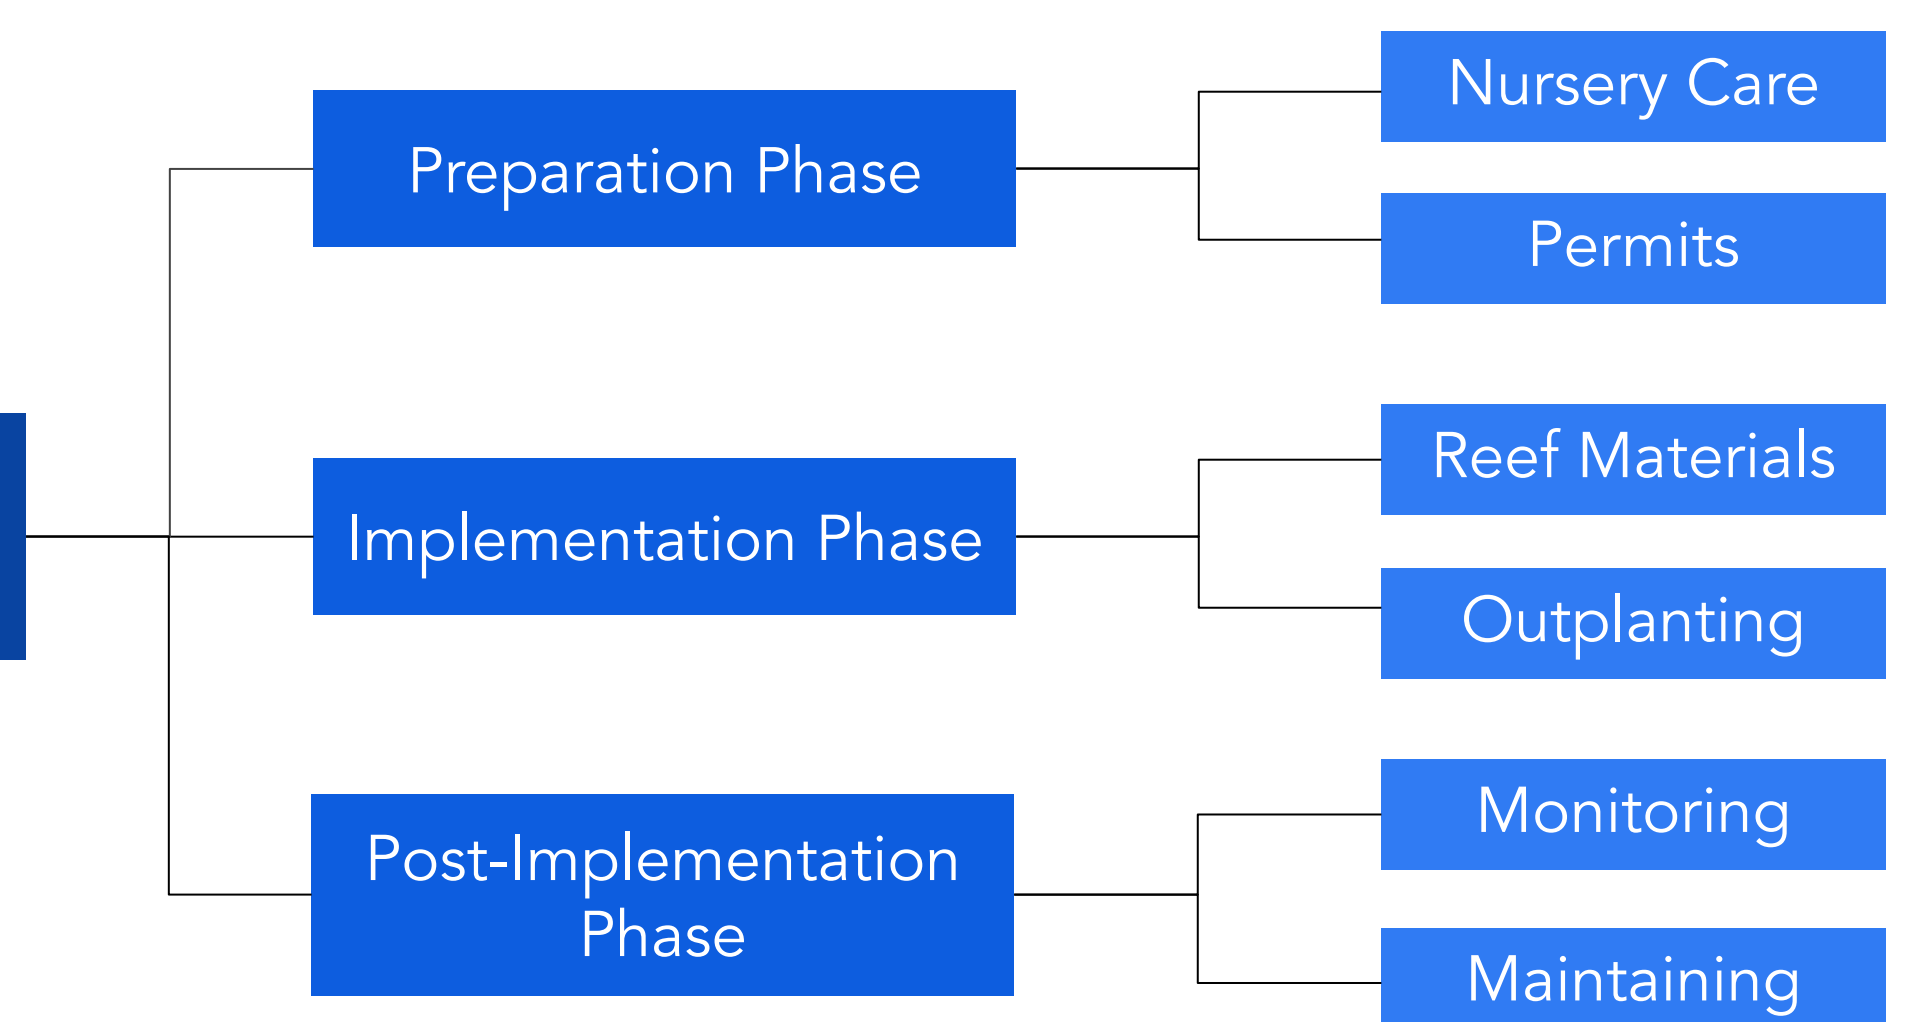 Nursery Care
Preparation Phase
Permits
Reef Materials
Implementation Phase
Outplanting
Monitoring
Post-Implementation
Phase
Maintaining